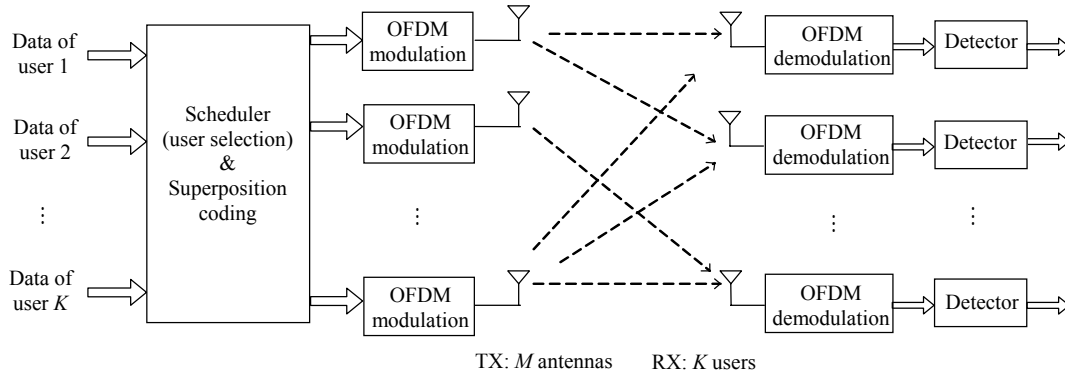 Data of
user 1
Data of
user 2
⋮
Data of
user K
Scheduler
(user selection)
&
Superposition
coding
OFDM
modulation
OFDM
modulation
⋮
OFDM
modulation
OFDM
demodulation
OFDM
demodulation
⋮
OFDM
demodulation
Detector
Detector
⋮
Detector
TX: M antennas
RX: K users